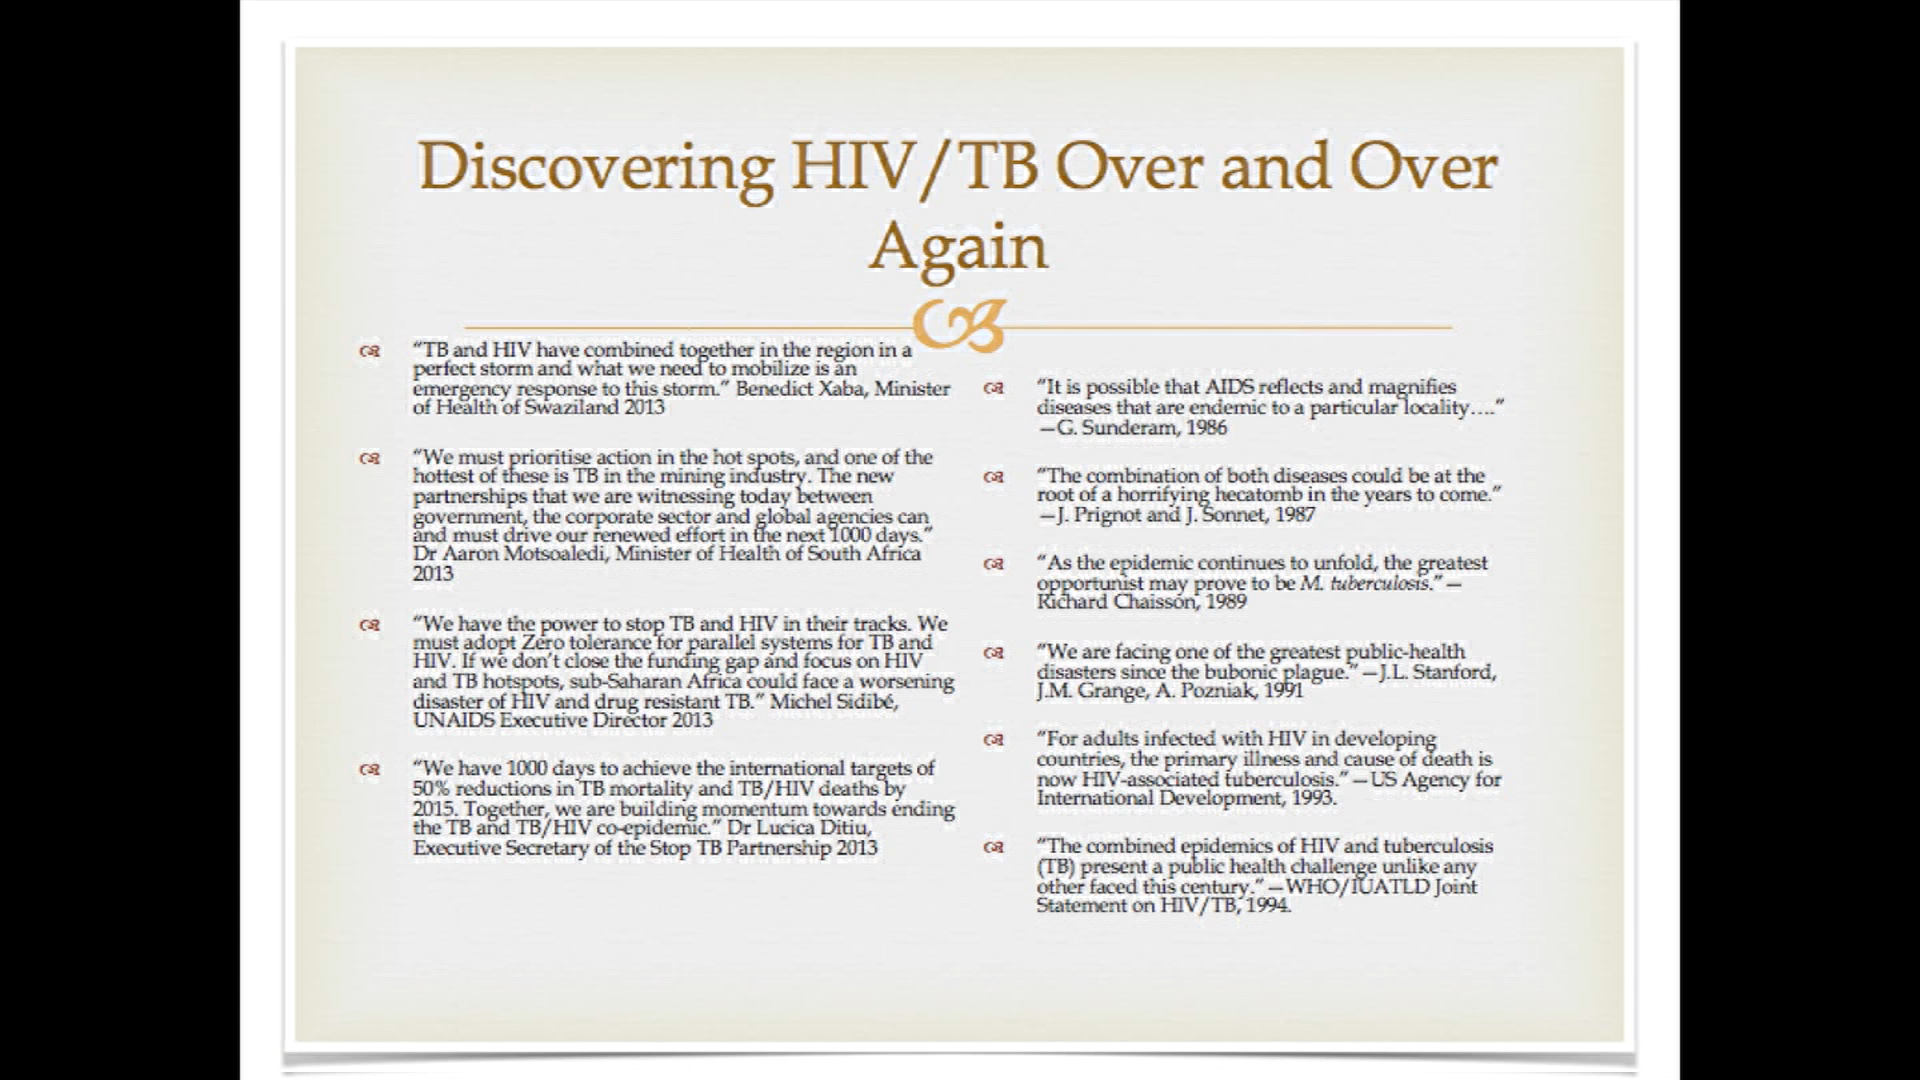 Discovering HIV/TB Over and Over
Again
“TB and HIV have combined together in the region in a
perfect storm and what we need to mobilize is an
emergency response to this storm.” Benedict Xaba, Minister
of Health of Swaziland 2013
“We must prioritise action in the hot spots, and one of the
hottest of these is TB in the mining industry. The new
partnerships that we are witnessing today between
government, the corporate sector and global agencies can
and must drive our renewed effort in the next 1000 days.”
Dr Aaron Motsoaledi, Minister of Health of South Africa
2013
“We have the power to stop TB and HIV in their tracks. We
must adopt Zero tolerance for parallel systems for TB and
HIV. If we don’t close the funding gap and focus on HIV
and TB hotspots, sub-Saharan Africa could face a worsening
disaster of HIV and drug resistant TB.” Michel Sidibé,
UNAIDS Executive Director 2013
“We have 1000 days to achieve the international targets of
50% reductions in TB mortality and TB/HIV deaths by
2015. Together, we are building momentum towards ending
the TB and TB/HIV co-epidemic.” Dr Lucica Ditiu,
Executive Secretary of the Stop TB Partnership 2013
“It is possible that AIDS reflects and magnifies
diseases that are endemic to a particular locality….”
—G. Sunderam, 1986
“The combination of both diseases could be at the
root of a horrifying hecatomb in the years to come.”
—J. Prignot and J. Sonnet, 1987
“As the epidemic continues to unfold, the greatest
opportunist may prove to be M. tuberculosis.”—
Richard Chaisson, 1989
“We are facing one of the greatest public-health
disasters since the bubonic plague.”—J.L. Stanford,
J.M. Grange, A. Pozniak, 1991
“For adults infected with HIV in developing
countries, the primary illness and cause of death is
now HIV-associated tuberculosis.”—US Agency for
International Development, 1993.
“The combined epidemics of HIV and tuberculosis
(TB) present a public health challenge unlike any
other faced this century.”—WHO/IUATLD Joint
Statement on HIV/TB, 1994.